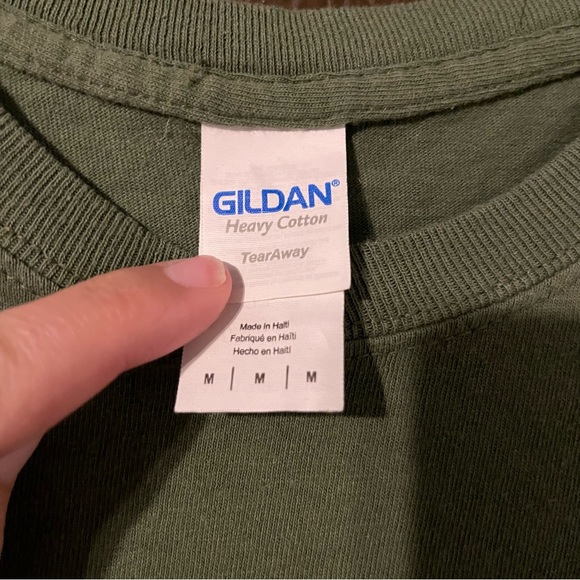 GILDAN®
Heavy Cotton
TearAway
Made in Haiti
Fabriqué en Haïti
Hecho en Haití
M | M | M